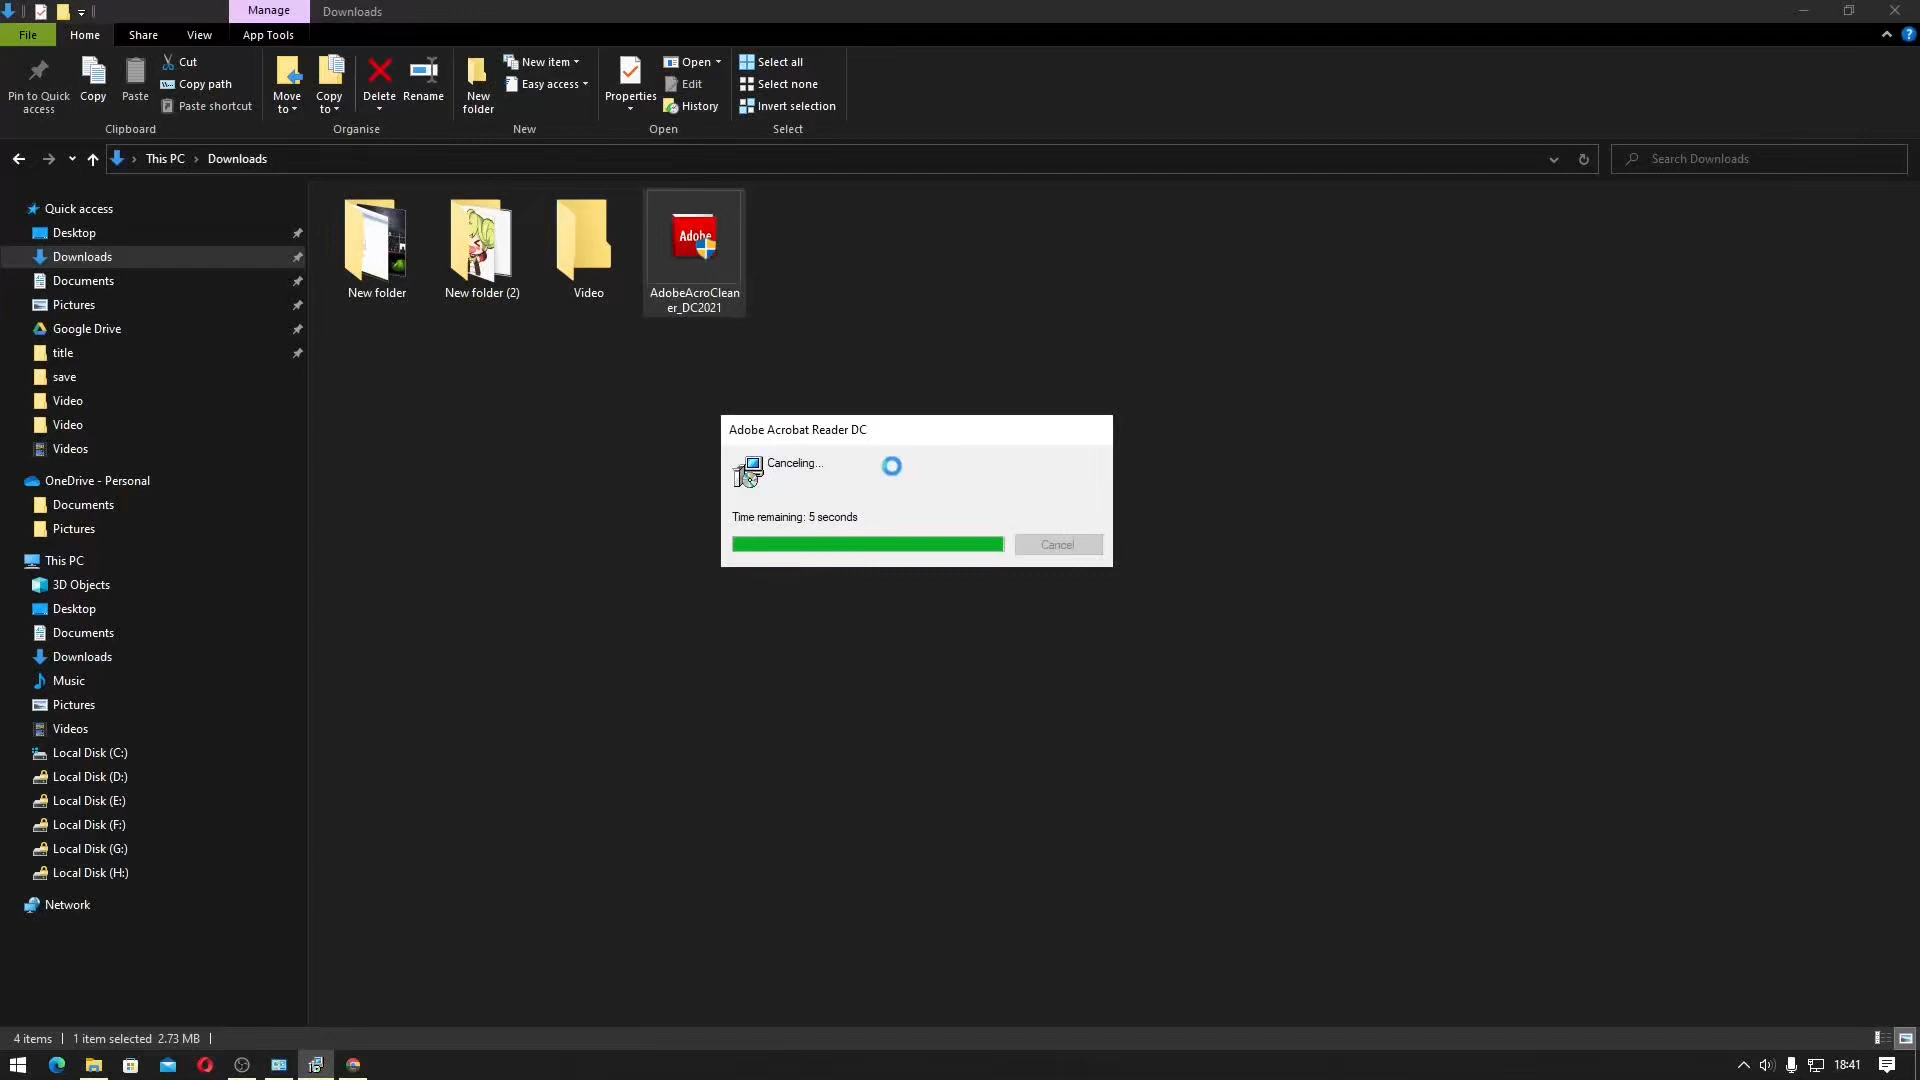 Manage
Downloads
File
Home
Share
View
App Tools
Pin to Quick
access
Copy
Paste
Cut
Copy path
Paste shortcut
Clipboard
Move
to
Copy
to
Delete
Rename
Organise
New
folder
New item
Easy access
New
Properties
Open
Edit
History
Open
Select all
Select none
Invert selection
Select
This PC
Downloads
Search Downloads
Quick access
Desktop
Downloads
Documents
Pictures
Google Drive
title
save
Video
Video
Videos
OneDrive - Personal
Documents
Pictures
This PC
3D Objects
Desktop
Documents
Downloads
Music
Pictures
Videos
Local Disk (C:)
Local Disk (D:)
Local Disk (E:)
Local Disk (F:)
Local Disk (G:)
Local Disk (H:)
Network
New folder
New folder (2)
Video
Adobe
AdobeAcroClean
er_DC2021
Adobe Acrobat Reader DC
Canceling...
Time remaining: 5 seconds
Cancel
4 items
1 item selected 2.73 MB
18:41